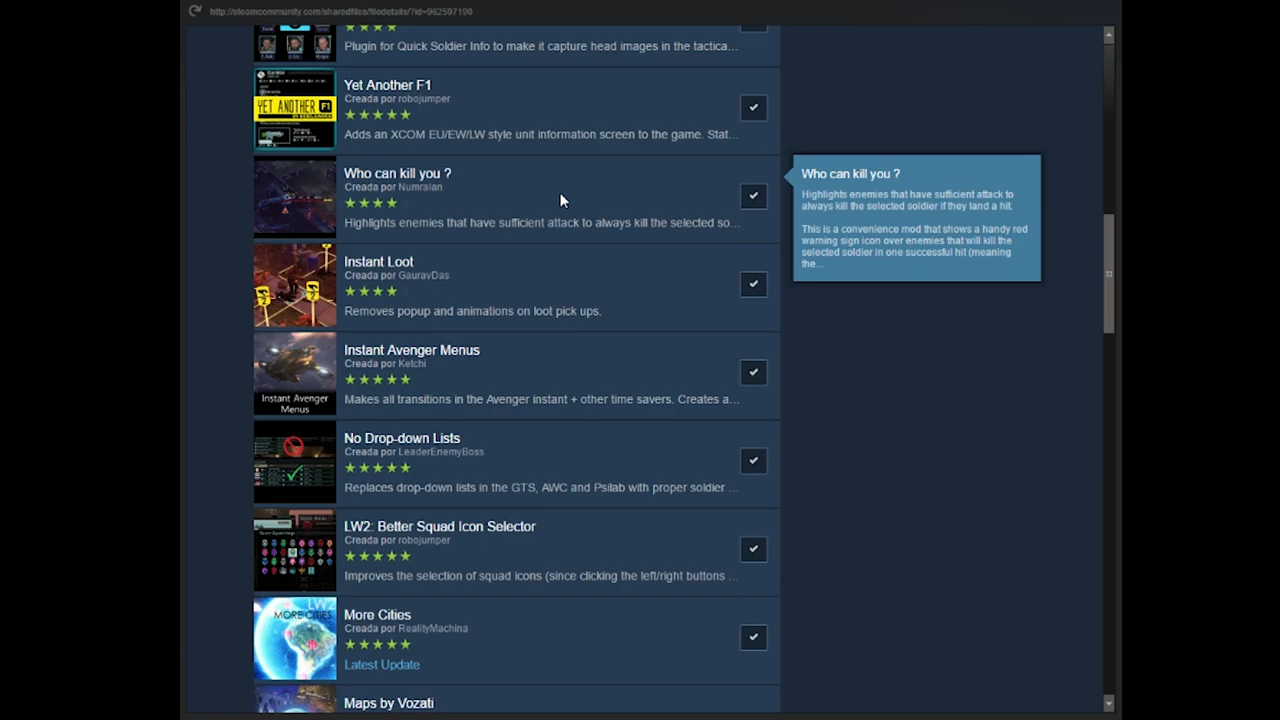 http://steamcommunity.com/sharedfiles/filedetails/?id=962597199
Plugin for Quick Soldier Info to make it capture head images in the tactica...
YET ANOTHER F1
Yet Another F1
Creada por robojumper
Adds an XCOM EU/EW/LW style unit information screen to the game. Stat...
Who can kill you ?
Creada por Numralan
Highlights enemies that have sufficient attack to always kill the selected so...
Who can kill you ?
Highlights enemies that have sufficient attack to
always kill the selected soldier if they land a hit.
This is a convenience mod that shows a handy red
warning sign icon over enemies that will kill the
selected soldier in one successful hit (meaning
the...
Instant Loot
Creada por GauravDas
Removes popup and animations on loot pick ups.
Instant Avenger
Menus
Instant Avenger Menus
Creada por Ketchi
Makes all transitions in the Avenger instant + other time savers. Creates a...
No Drop-down Lists
Creada por LeaderEnemyBoss
Replaces drop-down lists in the GTS, AWC and Psilab with proper soldier ...
LW2: Better Squad Icon Selector
Creada por robojumper
Improves the selection of squad icons (since clicking the left/right buttons ...
LW2
MORE CITIES
More Cities
Creada por RealityMachina
Latest Update
Maps by Vozati